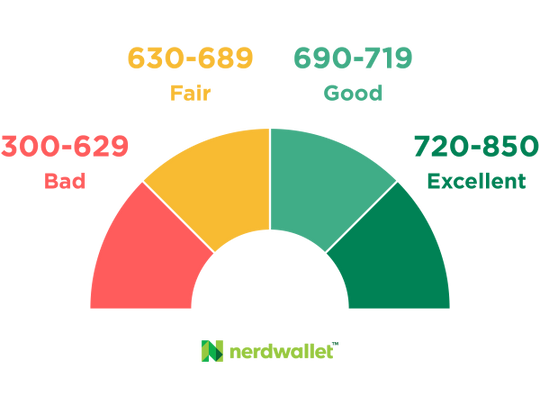 630-689
Fair
690-719
Good
300-629
Bad
720-850
Excellent
nerdwallet™